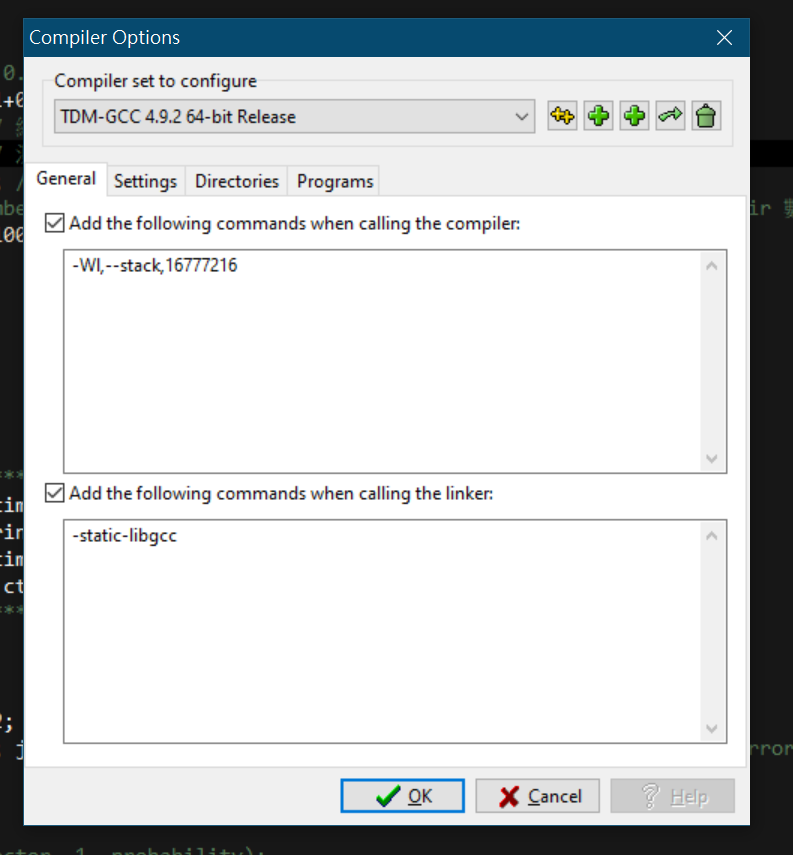 Compiler Options
Compiler set to configure
TDM-GCC 4.9.2 64-bit Release
General Settings Directories Programs
Add the following commands when calling the compiler:
-Wl,--stack,16777216
Add the following commands when calling the linker:
-static-libgcc
OK Cancel Help
probability);